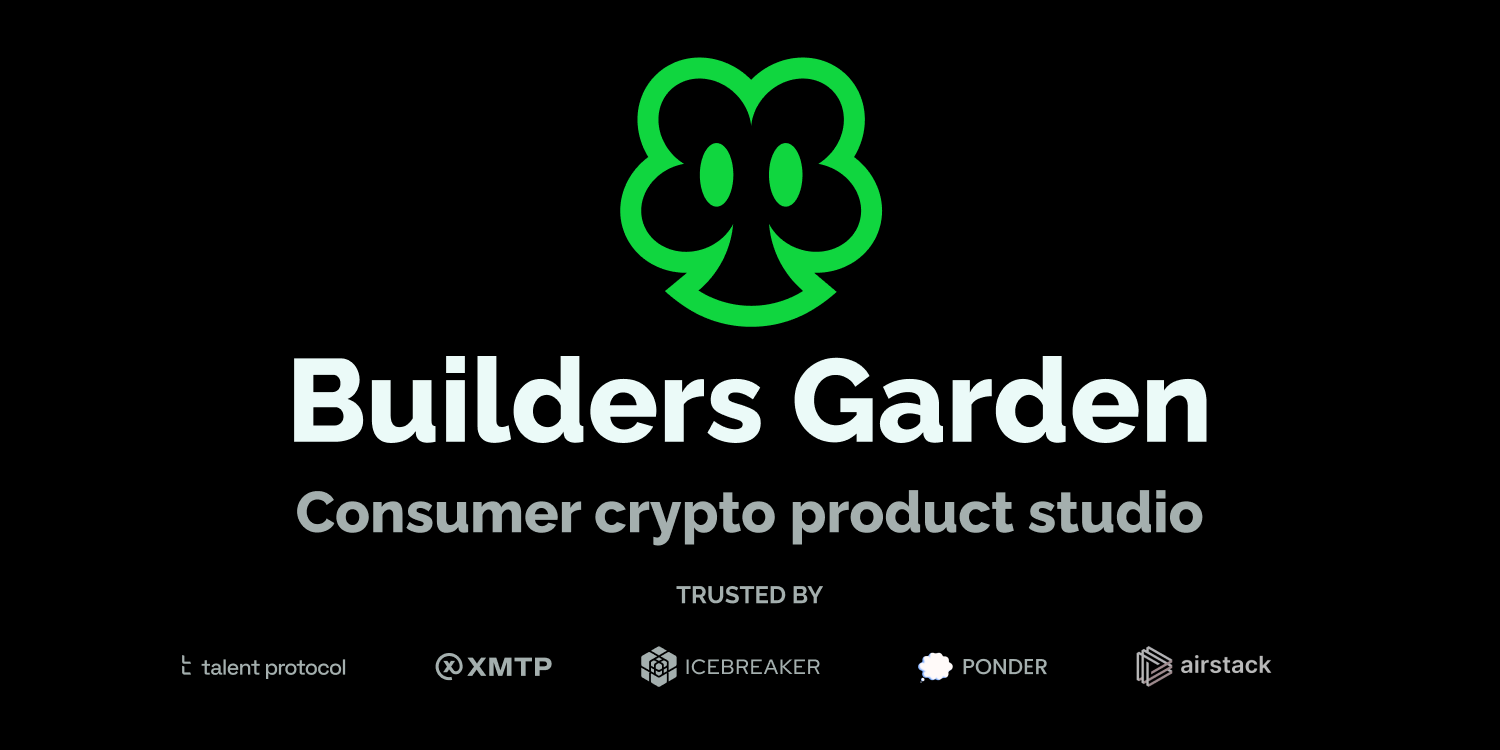 Builders Garden
Consumer crypto product studio
TRUSTED BY
talent protocol XMTP ICEBREAKER PONDER airstack